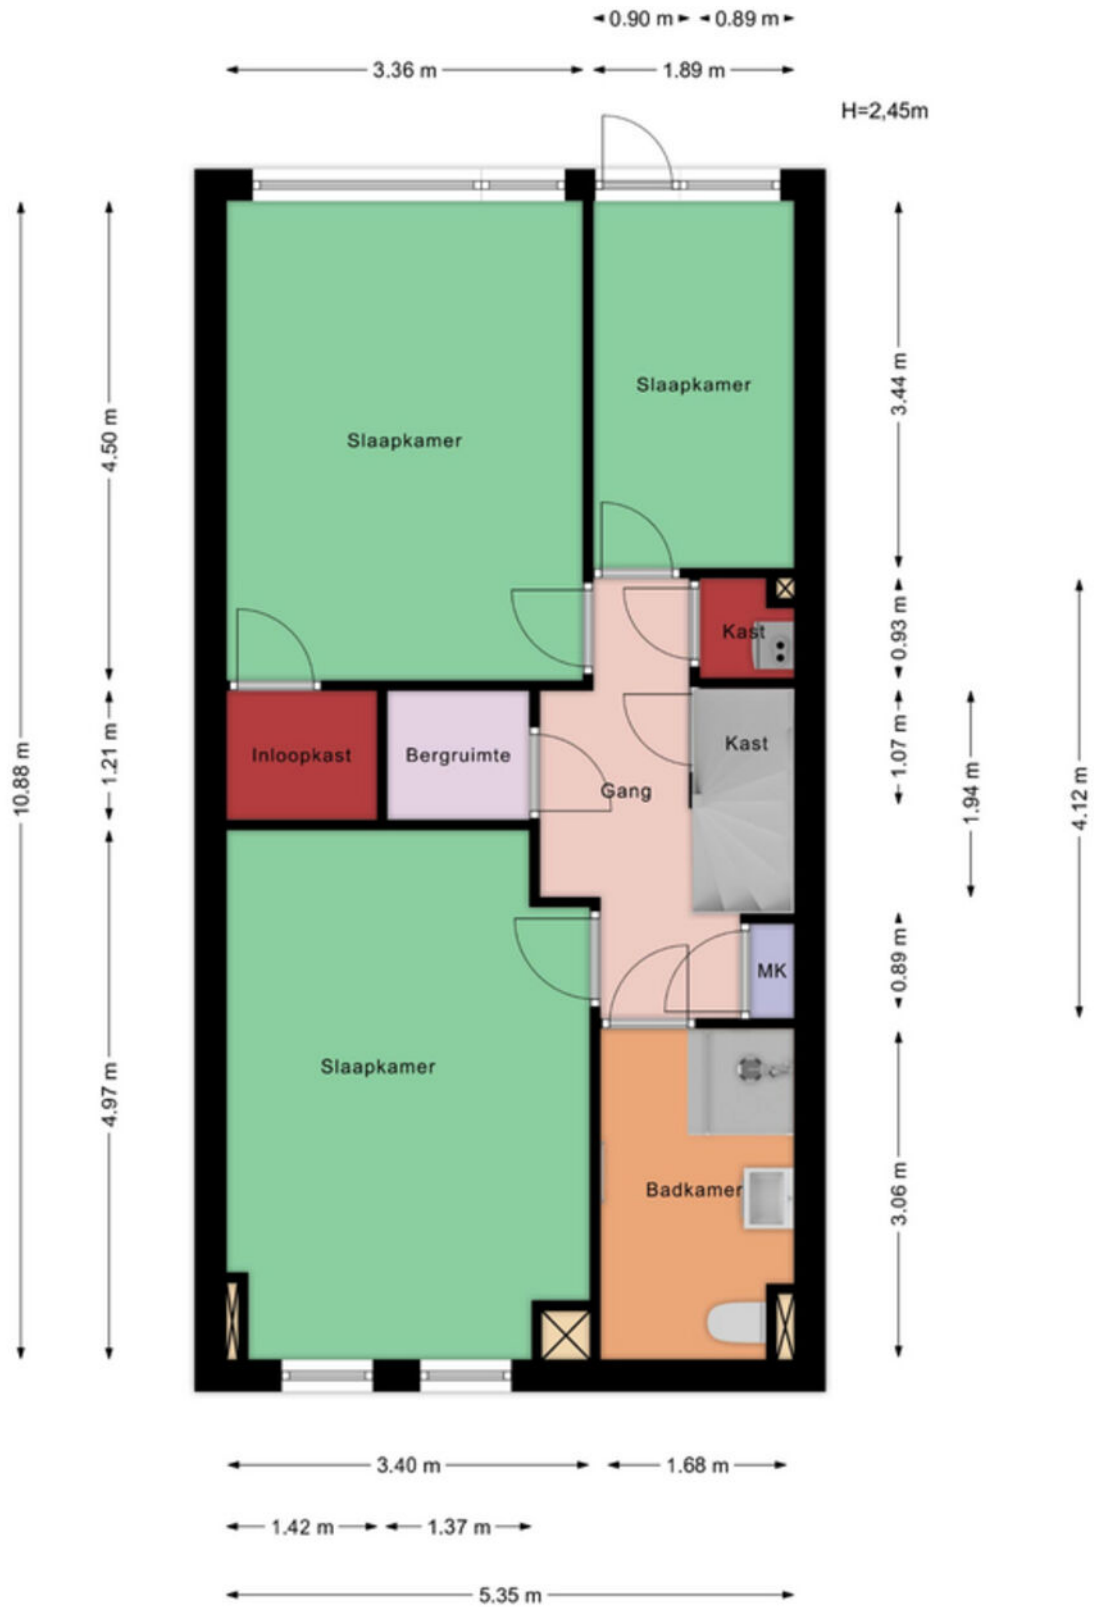 0.90 m
0.89 m
3.36 m
1.89 m
H=2,45m
Slaapkamer
3.44 m
4.50 m
Slaapkamer
Kast
0.93 m
Kast
1.07 m
Inloopkast
Bergruimte
1.21 m
10.88 m
Gang
1.94 m
4.12 m
MK
0.89 m
Slaapkamer
4.97 m
Badkamer
3.06 m
3.40 m
1.68 m
1.42 m
1.37 m
5.35 m